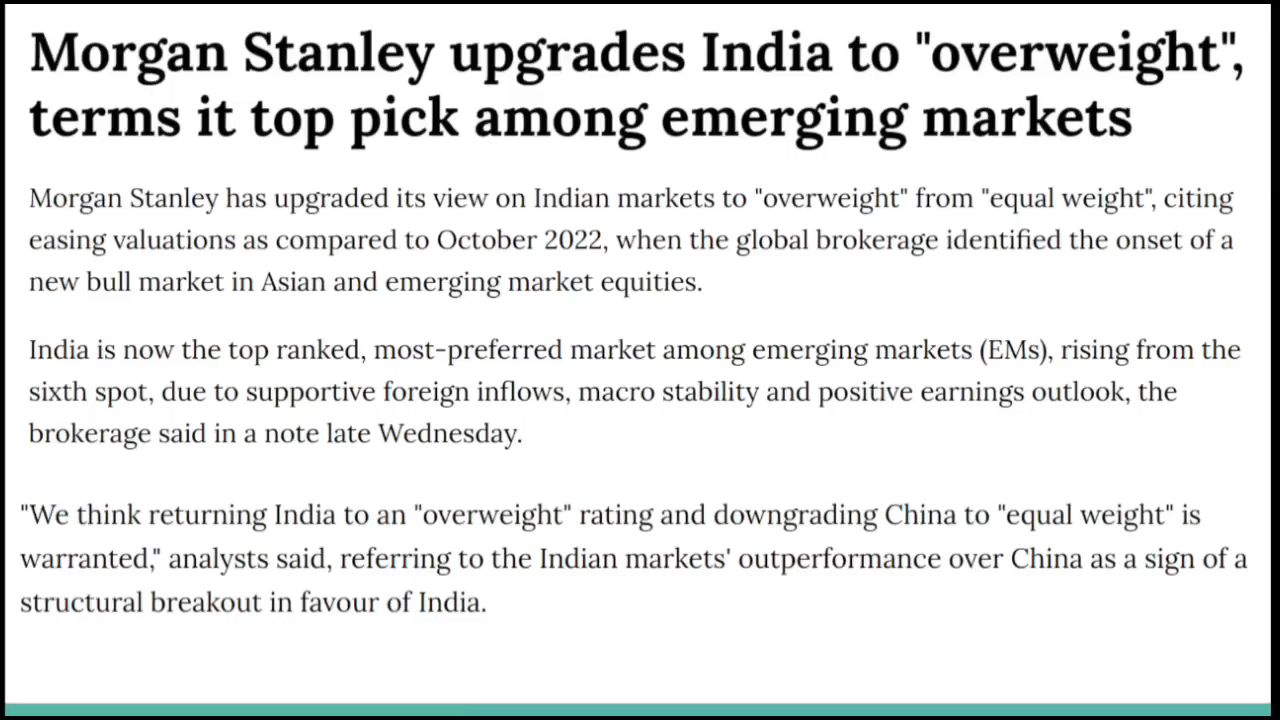 Morgan Stanley upgrades India to "overweight",
terms it top pick among emerging markets
Morgan Stanley has upgraded its view on Indian markets to "overweight" from "equal weight", citing
easing valuations as compared to October 2022, when the global brokerage identified the onset of a
new bull market in Asian and emerging market equities.
India is now the top ranked, most-preferred market among emerging markets (EMs), rising from the
sixth spot, due to supportive foreign inflows, macro stability and positive earnings outlook, the
brokerage said in a note late Wednesday.
"We think returning India to an "overweight" rating and downgrading China to "equal weight" is
warranted," analysts said, referring to the Indian markets' outperformance over China as a sign of a
structural breakout in favour of India.